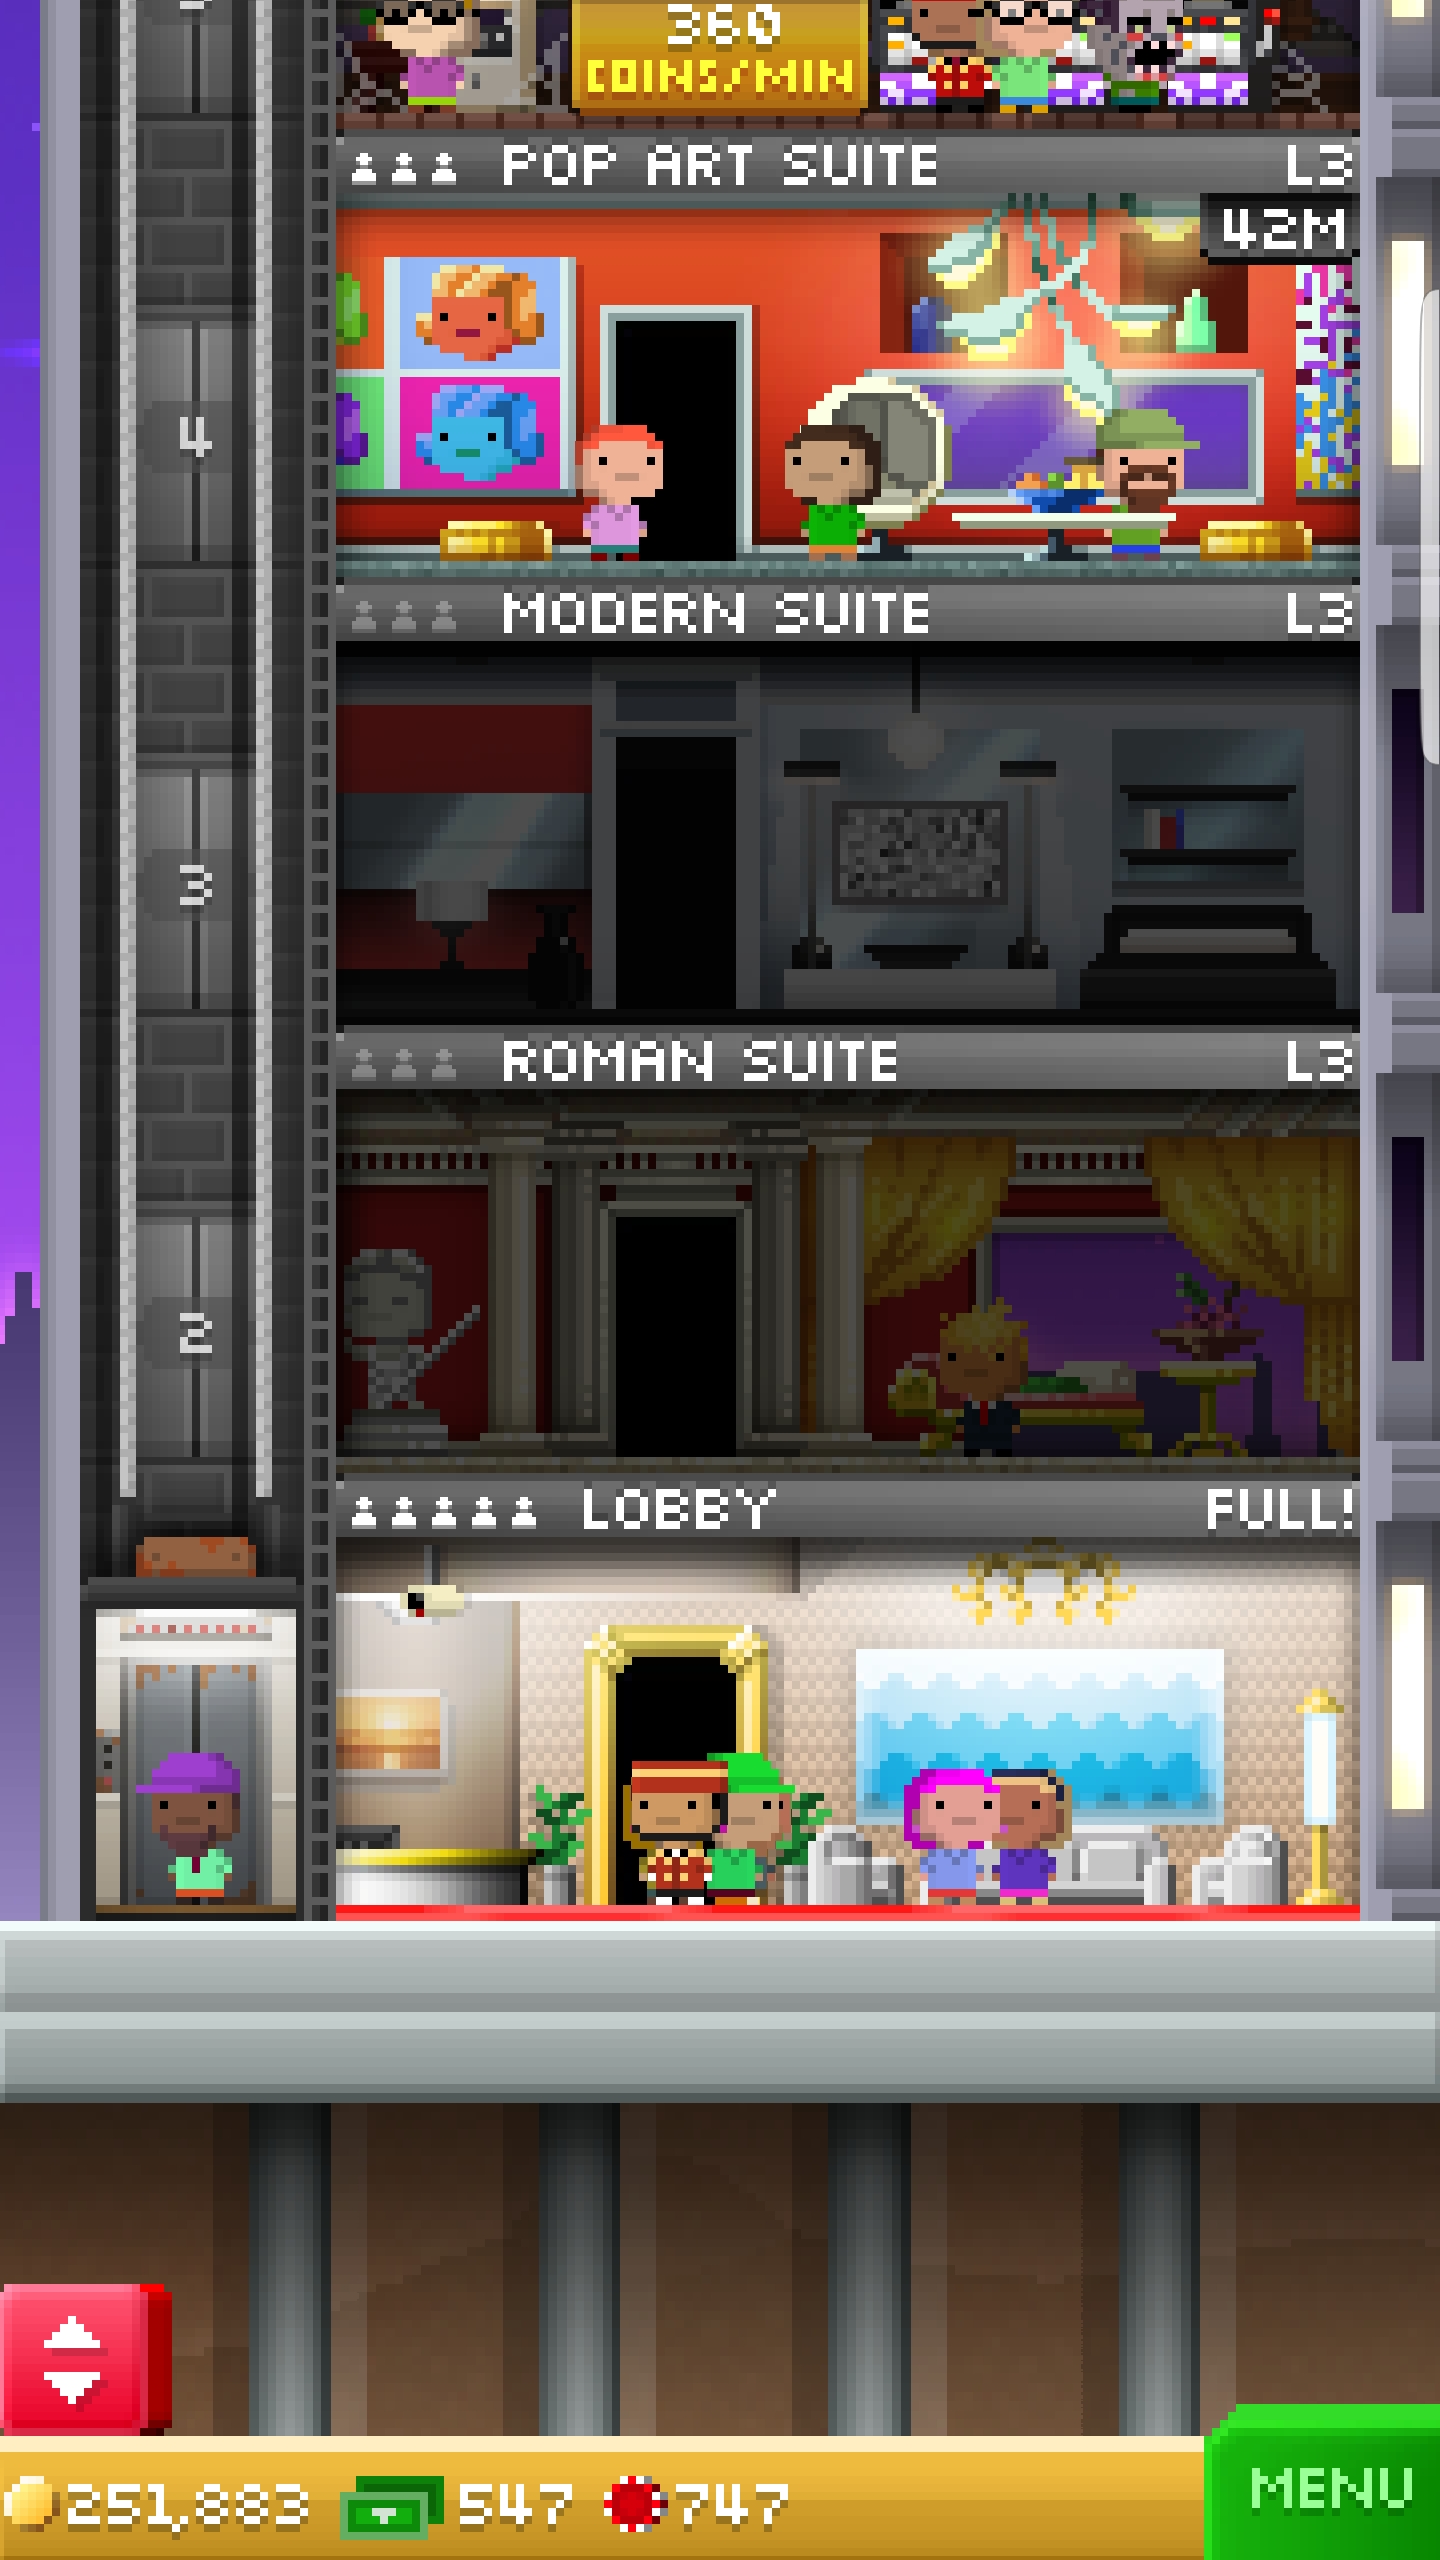 360
COINS/MIN
POP ART SUITE L3
42M
4
MODERN SUITE L3
3
ROMAN SUITE L3
2
LOBBY FULL!
251,883 547 747
MENU